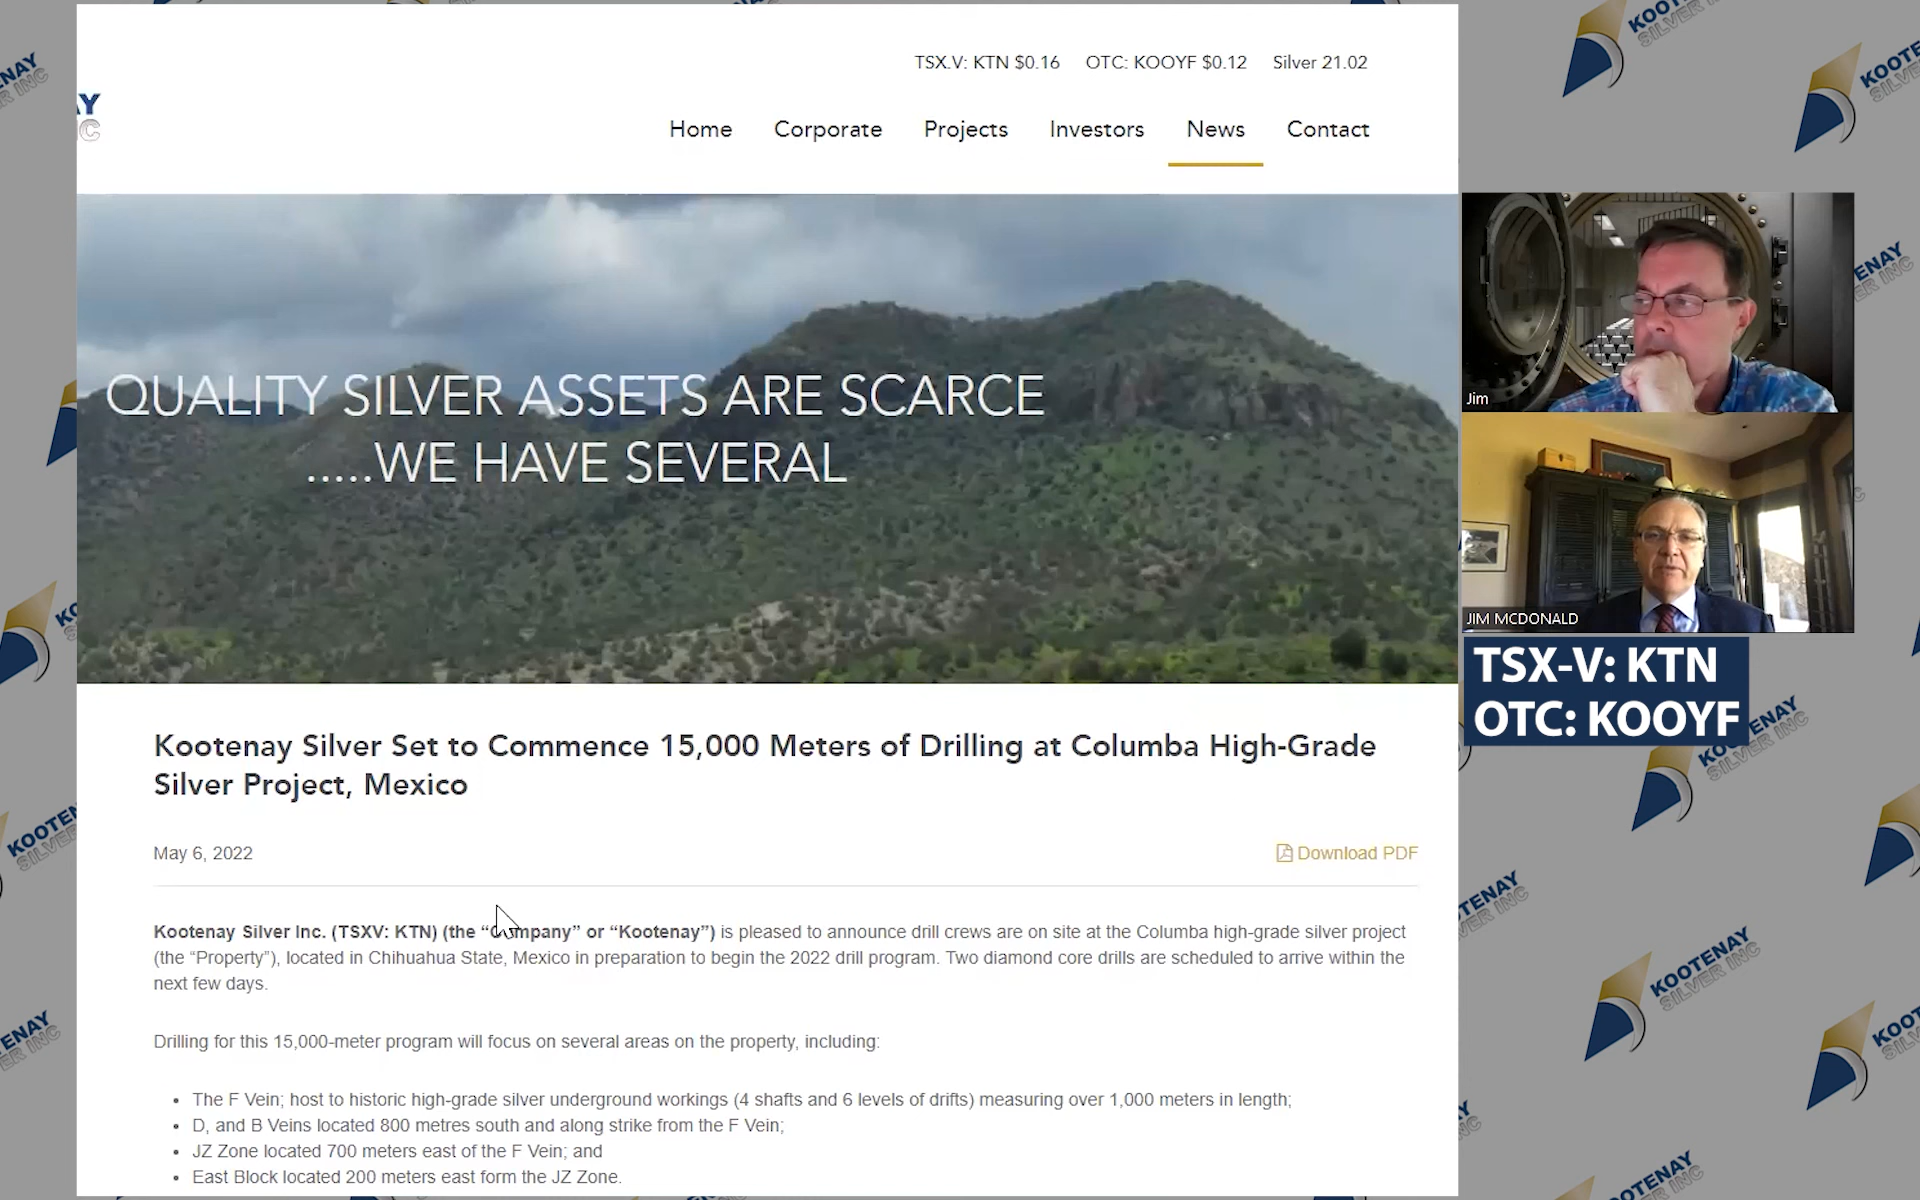 TSX.V: KTN $0.16 OTC: KOOYF $0.12 Silver 21.02
Home Corporate Projects Investors News Contact
QUALITY SILVER ASSETS ARE SCARCE
.....WE HAVE SEVERAL
Kootenay Silver Set to Commence 15,000 Meters of Drilling at Columba High-Grade
Silver Project, Mexico
May 6, 2022
Download PDF
Kootenay Silver Inc. (TSXV: KTN) (the “Company” or “Kootenay”) is pleased to announce drill crews are on site at the Columba high-grade silver project
(the “Property”), located in Chihuahua State, Mexico in preparation to begin the 2022 drill program. Two diamond core drills are scheduled to arrive within the
next few days.
Drilling for this 15,000-meter program will focus on several areas on the property, including:
• The F Vein; host to historic high-grade silver underground workings (4 shafts and 6 levels of drifts) measuring over 1,000 meters in length;
• D, and B Veins located 800 metres south and along strike from the F Vein;
• JZ Zone located 700 meters east of the F Vein; and
• East Block located 200 meters east form the JZ Zone.
Jim
JIM MCDONALD
TSX-V: KTN
OTC: KOOYF
KOOTENAY
SILVER INC